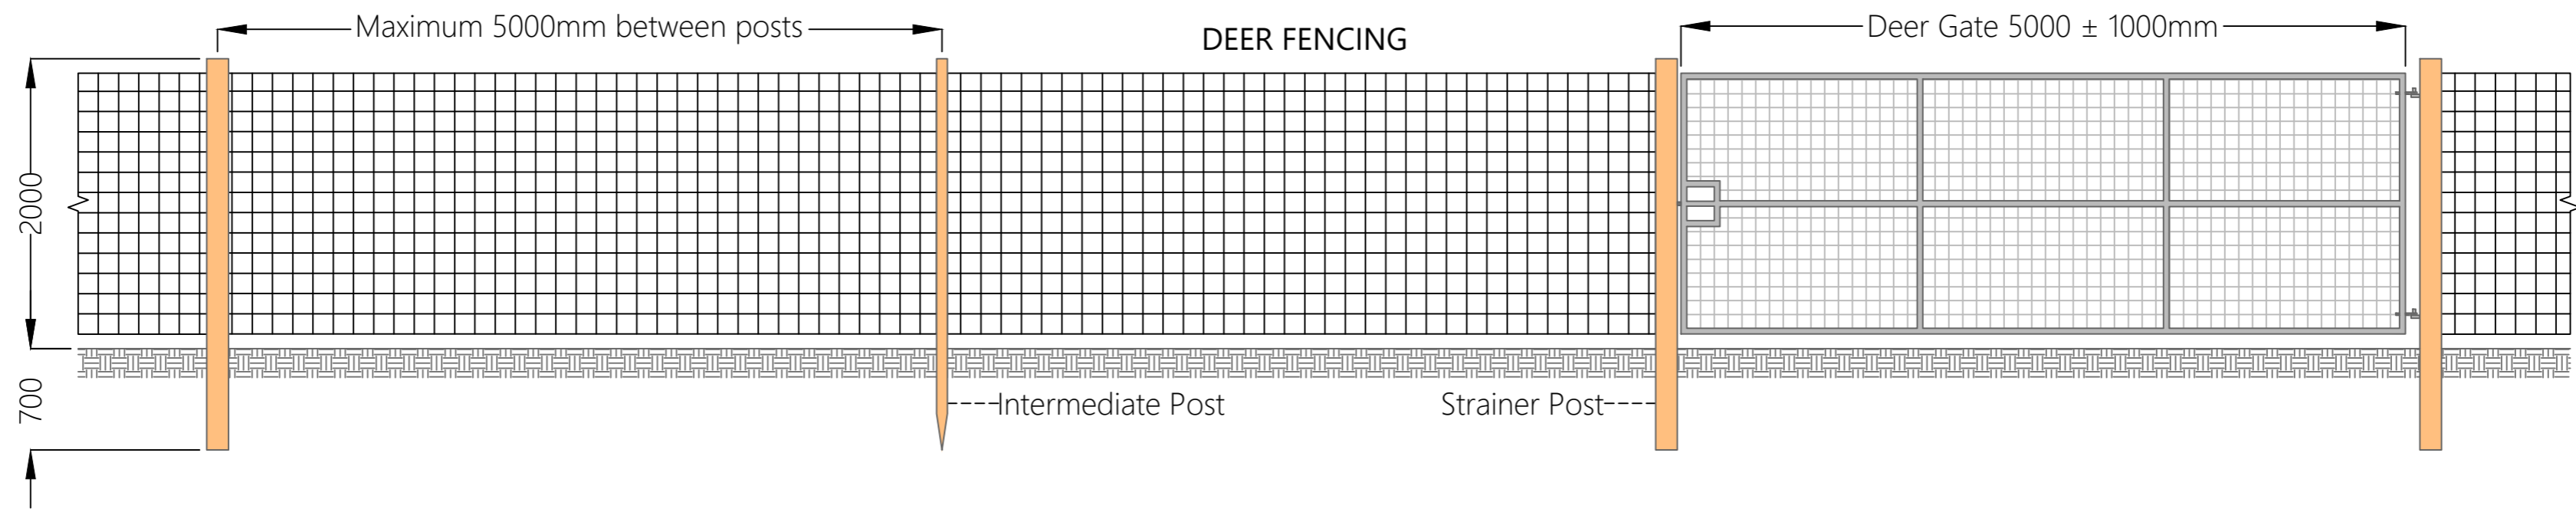 Maximum 5000mm between posts
DEER FENCING
Deer Gate 5000 ± 1000mm
2000
700
Intermediate Post
Strainer Post